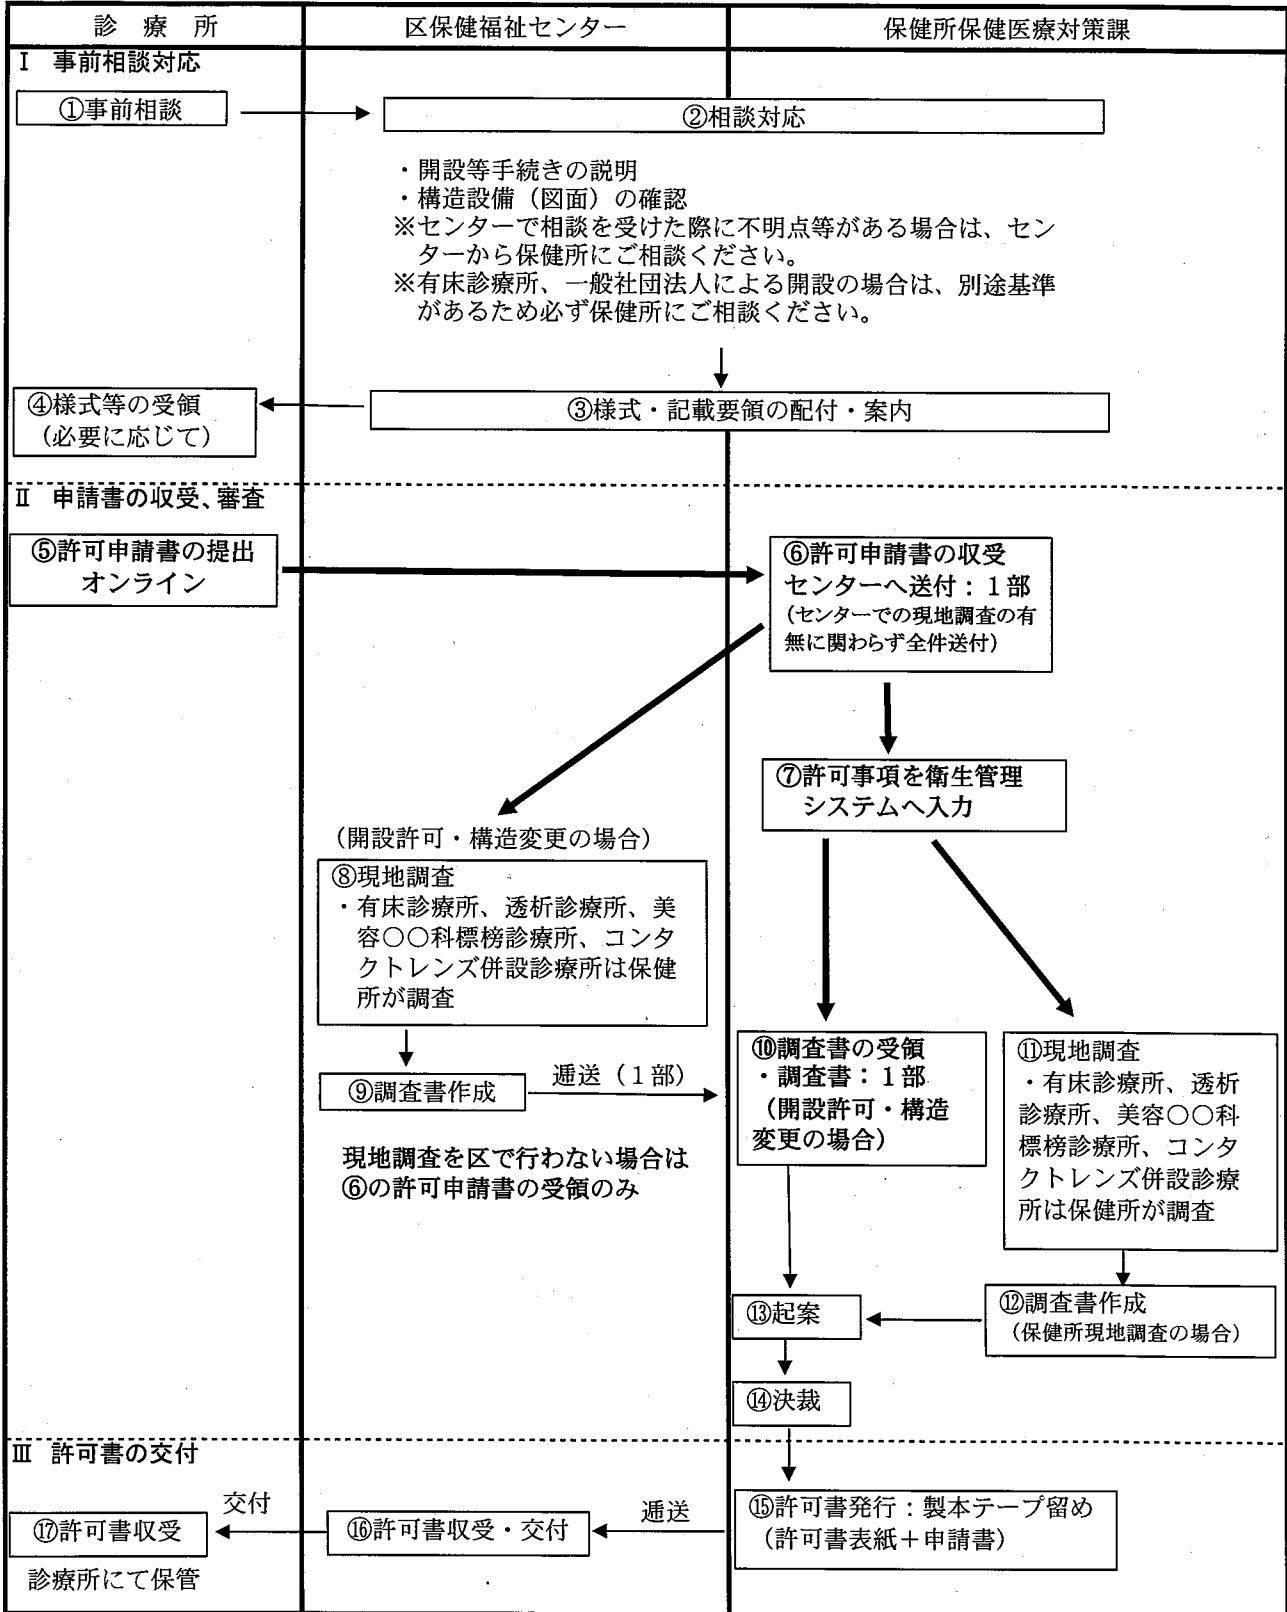 診　療　所
区保健福祉センター
保健所保健医療対策課
Ⅰ　事前相談対応
①事前相談
②相談対応
・開設等手続きの説明
・構造設備（図面）の確認
※センターで相談を受けた際に不明点等がある場合は、セン
ターから保健所にご相談ください。
※有床診療所、一般社団法人による開設の場合は、別途基準
があるため必ず保健所にご相談ください。
③様式・記載要領の配付・案内
④様式等の受領
（必要に応じて）
Ⅱ　申請書の収受、審査
⑤許可申請書の提出
オンライン
⑥許可申請書の収受
センターへ送付：１部
（センターでの現地調査の有
無に関わらず全件送付）
⑦許可事項を衛生管理
システムへ入力
（開設許可・構造変更の場合）
⑧現地調査
・有床診療所、透析診療所、美
容〇〇科標榜診療所、コンタ
クトレンズ併設診療所は保健
所が調査
⑨調査書作成
逓送（１部）
現地調査を区で行わない場合は
⑥の許可申請書の受領のみ
⑩調査書の受領
・調査書：１部
（開設許可・構造
変更の場合）
⑪現地調査
・有床診療所、透析
診療所、美容〇〇科
標榜診療所、コンタ
クトレンズ併設診療
所は保健所が調査
⑫調査書作成
（保健所現地調査の場合）
⑬起案
⑭決裁
Ⅲ　許可書の交付
⑮許可書発行：製本テープ留め
（許可書表紙＋申請書）
逓送
⑯許可書収受・交付
交付
⑰許可書収受
診療所にて保管